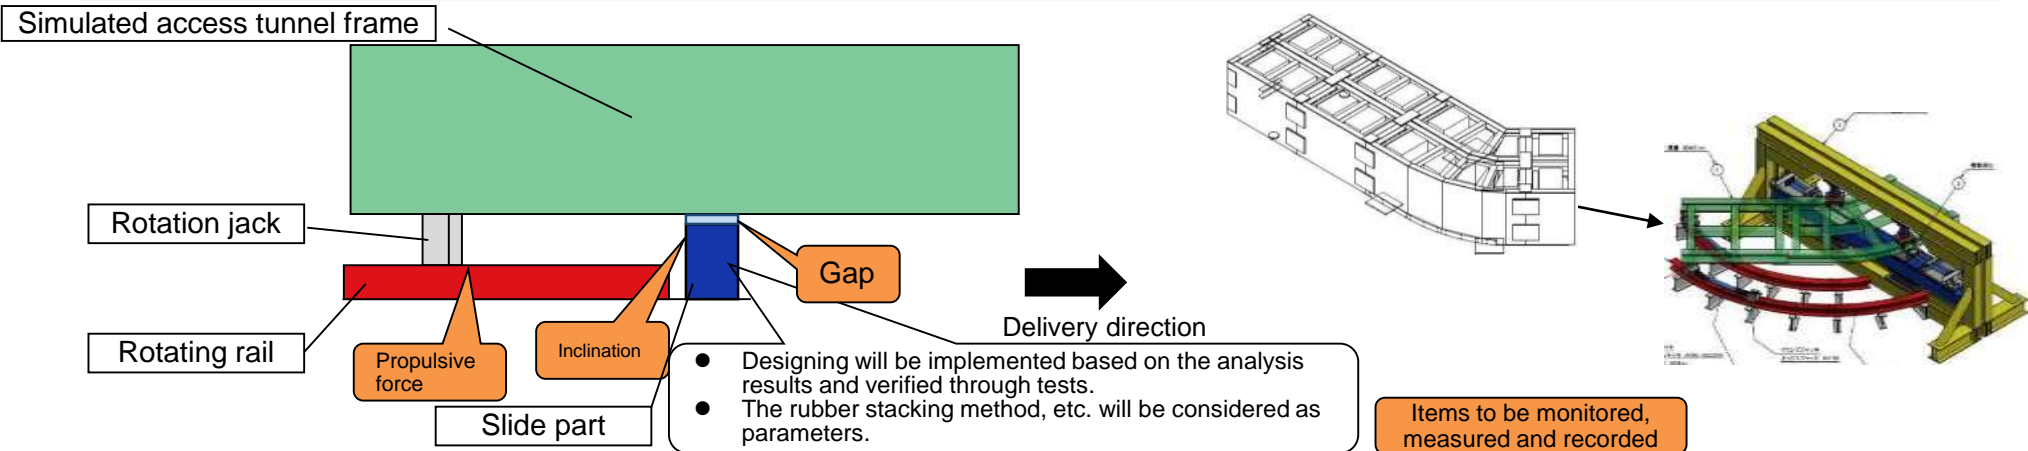 Simulated access tunnel frame
Rotation jack
Gap
Delivery direction
Rotating rail
Propulsive
force
Inclination
● Designing will be implemented based on the analysis
results and verified through tests.
● The rubber stacking method, etc. will be considered as
parameters.
Slide part
Items to be monitored,
measured and recorded